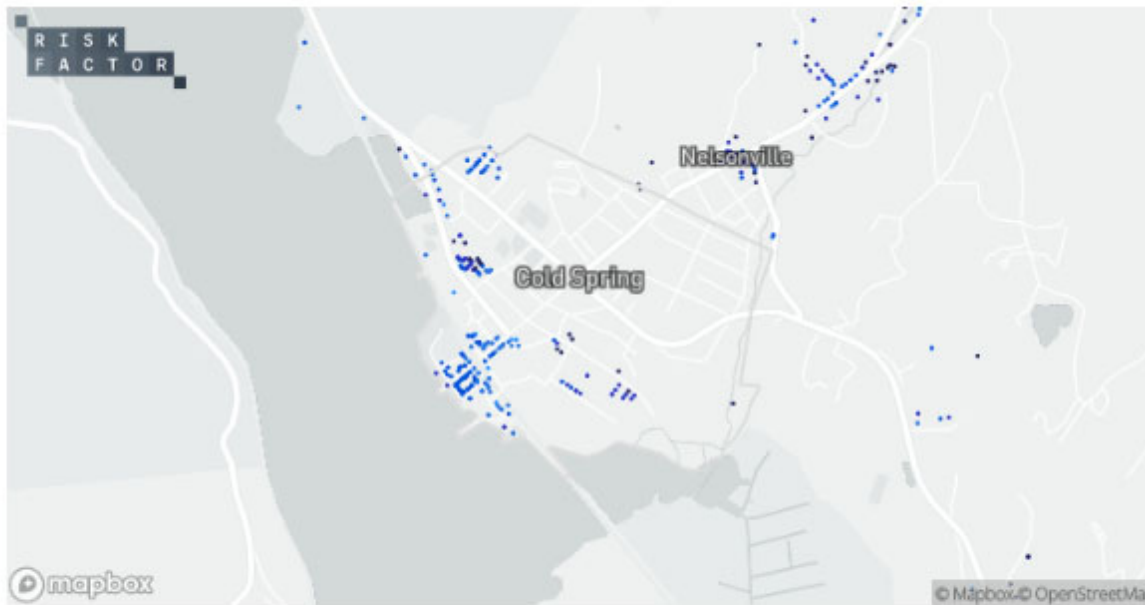 RISK
FACTOR
Nelsonville
Cold Spring
mapbox
© Mapbox © OpenStreetMa